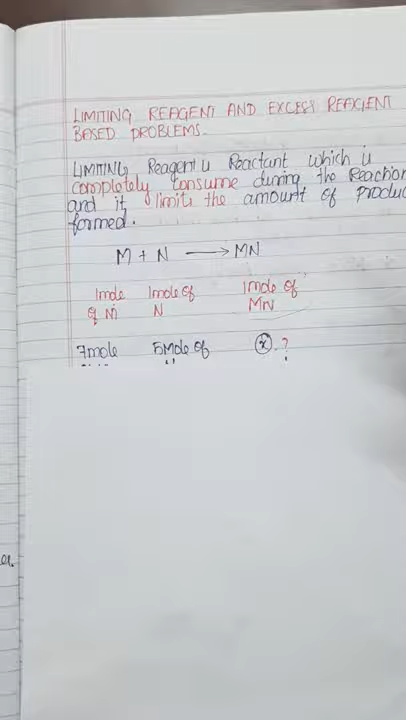 LIMITING REAGENT AND EXCESS REAGENT
BASED PROBLEMS.
LIMITING Reagent is Reactant which is
completely consume during the Reaction
and it limits the amount of produc
formed.
M + N → MN
1mole 1mole of 1mole of
of M N MN
7mole 5Mole of (x) ?
a.